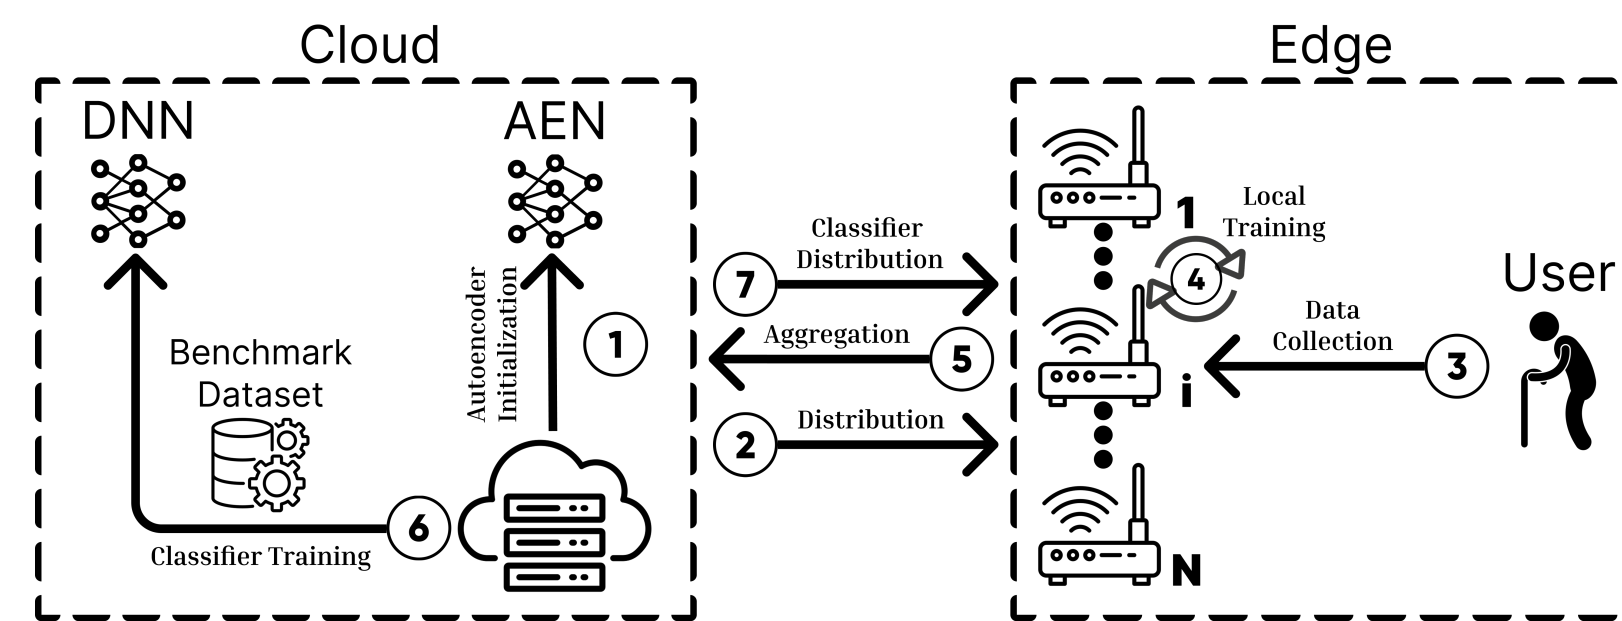 Cloud
Edge
DNN
AEN
Autoencoder
Initialization
1
Benchmark
Dataset
6
Classifier Training
7
Classifier
Distribution
Aggregation
5
2
Distribution
1
Local
Training
4
i
N
Data
Collection
3
User